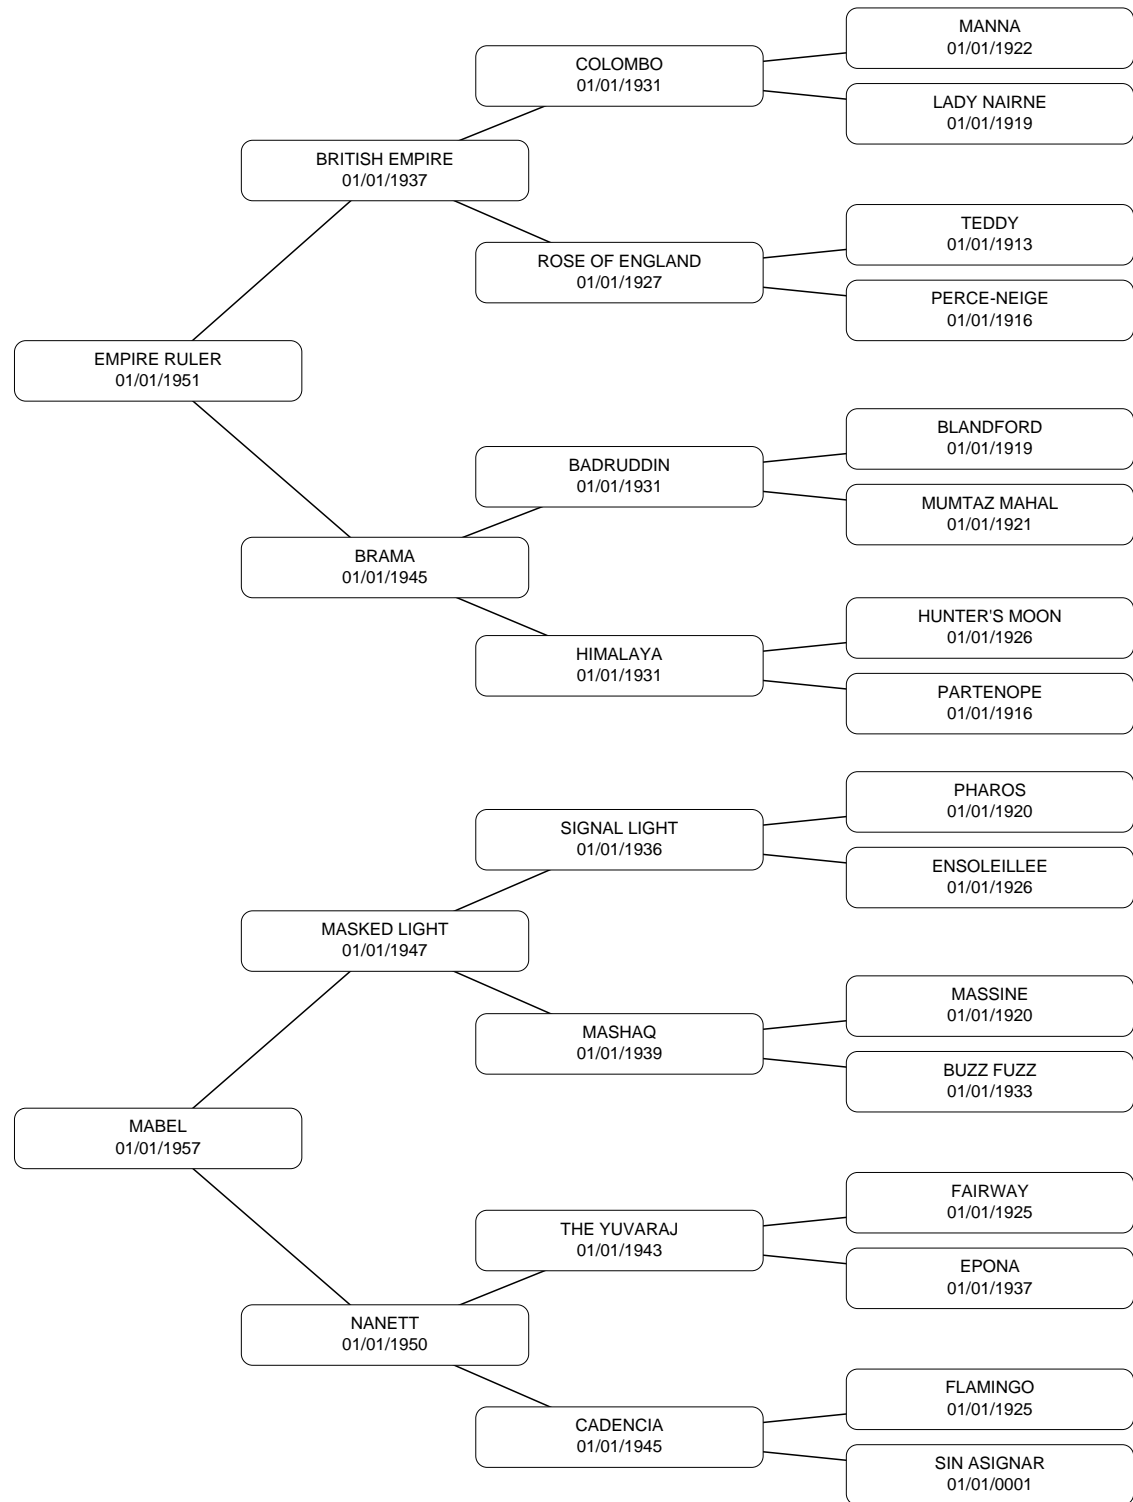 MANNA
01/01/1922
COLOMBO
01/01/1931
LADY NAIRNE
01/01/1919
BRITISH EMPIRE
01/01/1937
TEDDY
01/01/1913
ROSE OF ENGLAND
01/01/1927
PERCE-NEIGE
01/01/1916
EMPIRE RULER
01/01/1951
BLANDFORD
01/01/1919
BADRUDDIN
01/01/1931
MUMTAZ MAHAL
01/01/1921
BRAMA
01/01/1945
HUNTER'S MOON
01/01/1926
HIMALAYA
01/01/1931
PARTENOPE
01/01/1916
PHAROS
01/01/1920
SIGNAL LIGHT
01/01/1936
ENSOLEILLEE
01/01/1926
MASKED LIGHT
01/01/1947
MASSINE
01/01/1920
MASHAQ
01/01/1939
BUZZ FUZZ
01/01/1933
MABEL
01/01/1957
FAIRWAY
01/01/1925
THE YUVARAJ
01/01/1943
EPONA
01/01/1937
NANETT
01/01/1950
FLAMINGO
01/01/1925
CADENCIA
01/01/1945
SIN ASIGNAR
01/01/0001